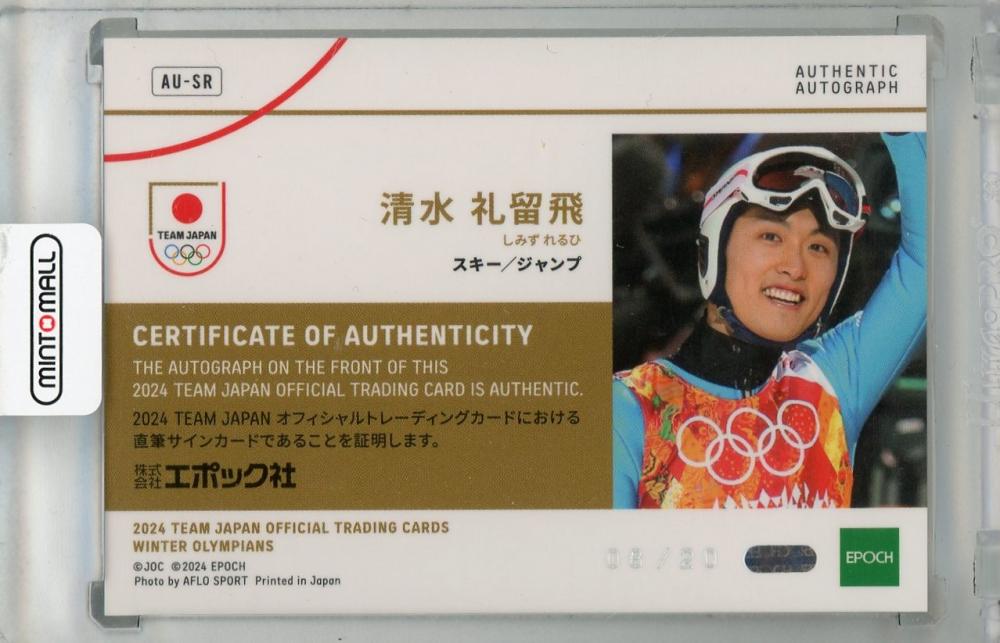 AU-SR
AUTHENTIC
AUTOGRAPH
TEAM JAPAN
清水 礼留飛
しみず れるひ
スキー／ジャンプ
MINTOMALL
CERTIFICATE OF AUTHENTICITY
THE AUTOGRAPH ON THE FRONT OF THIS
2024 TEAM JAPAN OFFICIAL TRADING CARD IS AUTHENTIC.
2024 TEAM JAPAN オフィシャルトレーディングカードにおける
直筆サインカードであることを証明します。
株式会社エポック社
2024 TEAM JAPAN OFFICIAL TRADING CARDS
WINTER OLYMPIANS
©JOC ©2024 EPOCH
Photo by AFLO SPORT Printed in Japan
08/20
EPOCH